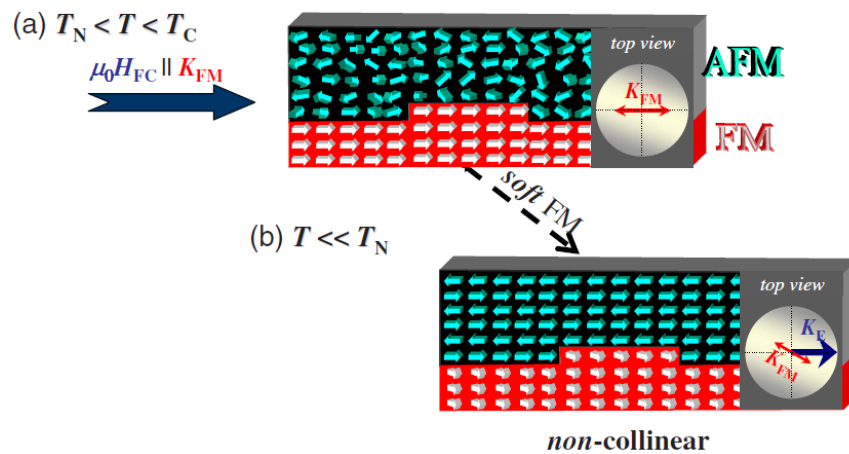 (a) T_N < T < T_C
μ₀H_FC || K_FM
top view
K_FM
AFM
FM
soft FM
(b) T << T_N
top view
K_E
K_FM
non-collinear